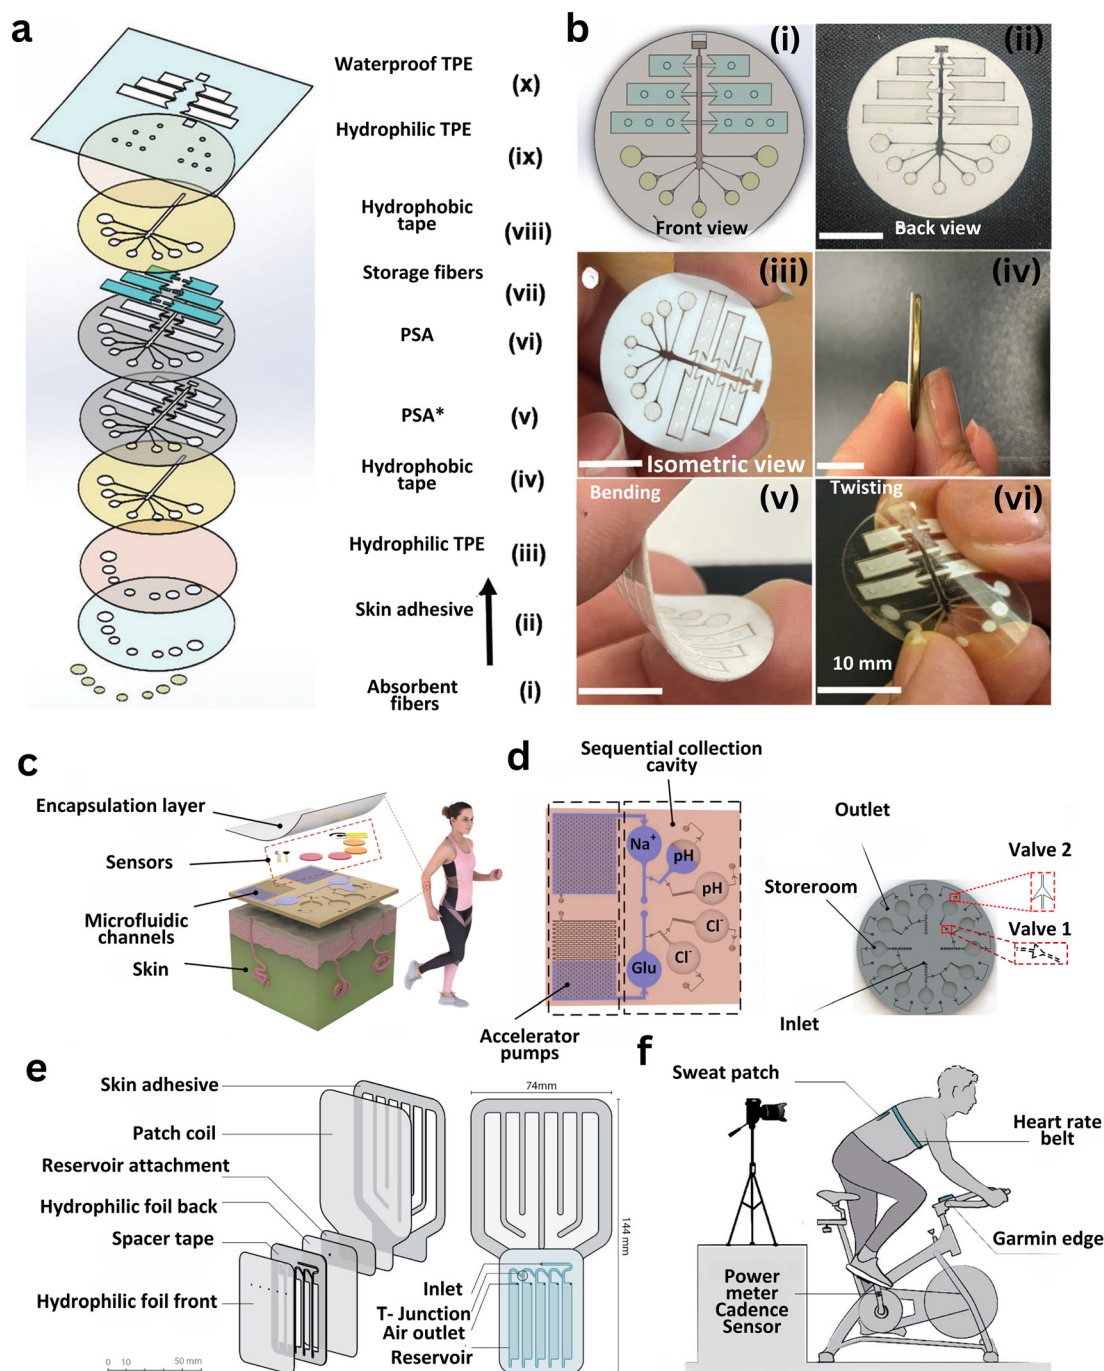 a
Waterproof TPE
(x)
Hydrophilic TPE
(ix)
Hydrophobic
tape
(viii)
Storage fibers
(vii)
PSA
(vi)
PSA*
(v)
Hydrophobic
tape
(iv)
Hydrophilic TPE
(iii)
Skin adhesive
(ii)
Absorbent
fibers
(i)
b
(i)
Front view
(ii)
Back view
(iii)
Isometric view
(iv)
Bending
(v)
Twisting
(vi)
10 mm
c
Encapsulation layer
Sensors
Microfluidic
channels
Skin
d
Sequential collection
cavity
Na+
pH
pH
Cl-
Cl-
Glu
Accelerator
pumps
Outlet
Storeroom
Inlet
Valve 2
Valve 1
e
Skin adhesive
Patch coil
Reservoir attachment
Hydrophilic foil back
Spacer tape
Hydrophilic foil front
0 10 50 mm
74mm
144 mm
Inlet
T- Junction
Air outlet
Reservoir
f
Sweat patch
Heart rate
belt
Garmin edge
Power
meter
Cadence
Sensor